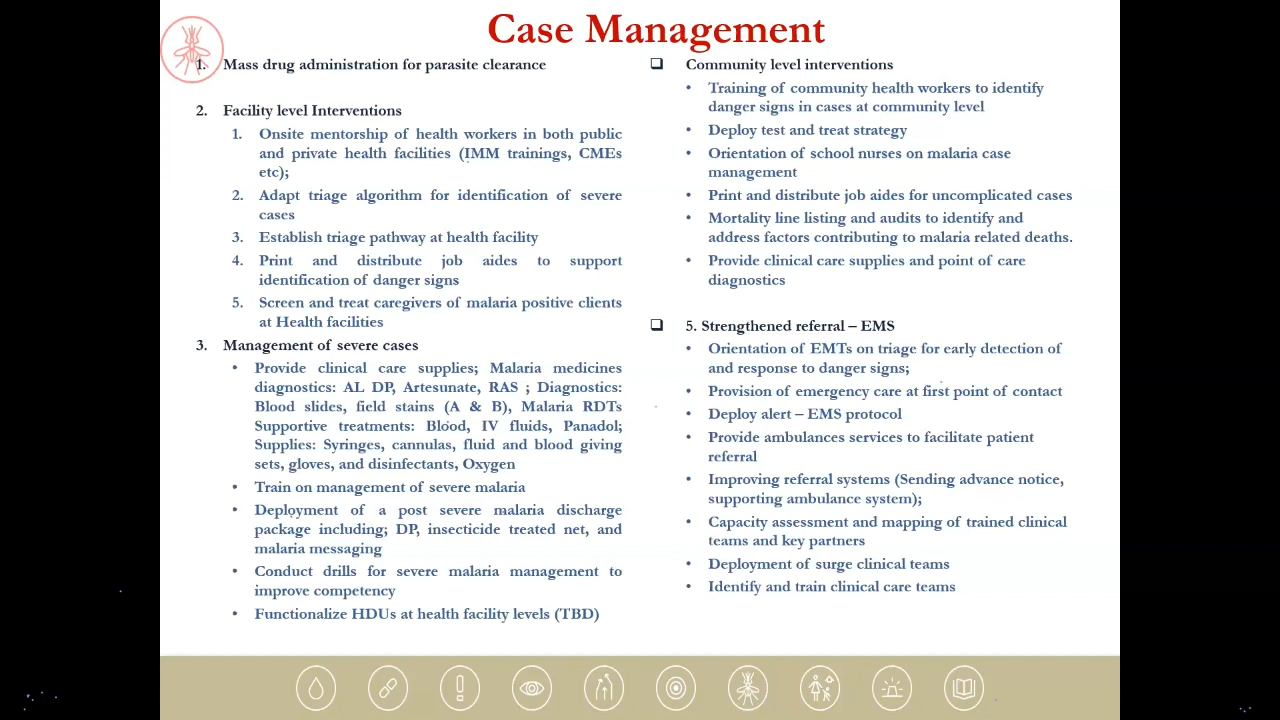 Case Management
1. Mass drug administration for parasite clearance
2. Facility level Interventions
1. Onsite mentorship of health workers in both public
and private health facilities (IMM trainings, CMEs
etc);
2. Adapt triage algorithm for identification of severe
cases
3. Establish triage pathway at health facility
4. Print and distribute job aides to support
identification of danger signs
5. Screen and treat caregivers of malaria positive clients
at Health facilities
3. Management of severe cases
• Provide clinical care supplies; Malaria medicines
diagnostics: AL DP, Artesunate, RAS ; Diagnostics:
Blood slides, field stains (A & B), Malaria RDTs
Supportive treatments: Blood, IV fluids, Panadol;
Supplies: Syringes, cannulas, fluid and blood giving
sets, gloves, and disinfectants, Oxygen
• Train on management of severe malaria
• Deployment of a post severe malaria discharge
package including; DP, insecticide treated net, and
malaria messaging
• Conduct drills for severe malaria management to
improve competency
• Functionalize HDUs at health facility levels (TBD)
❑ Community level interventions
• Training of community health workers to identify
danger signs in cases at community level
• Deploy test and treat strategy
• Orientation of school nurses on malaria case
management
• Print and distribute job aides for uncomplicated cases
• Mortality line listing and audits to identify and
address factors contributing to malaria related deaths.
• Provide clinical care supplies and point of care
diagnostics
❑ 5. Strengthened referral – EMS
• Orientation of EMTs on triage for early detection of
and response to danger signs;
• Provision of emergency care at first point of contact
• Deploy alert – EMS protocol
• Provide ambulances services to facilitate patient
referral
• Improving referral systems (Sending advance notice,
supporting ambulance system);
• Capacity assessment and mapping of trained clinical
teams and key partners
• Deployment of surge clinical teams
• Identify and train clinical care teams